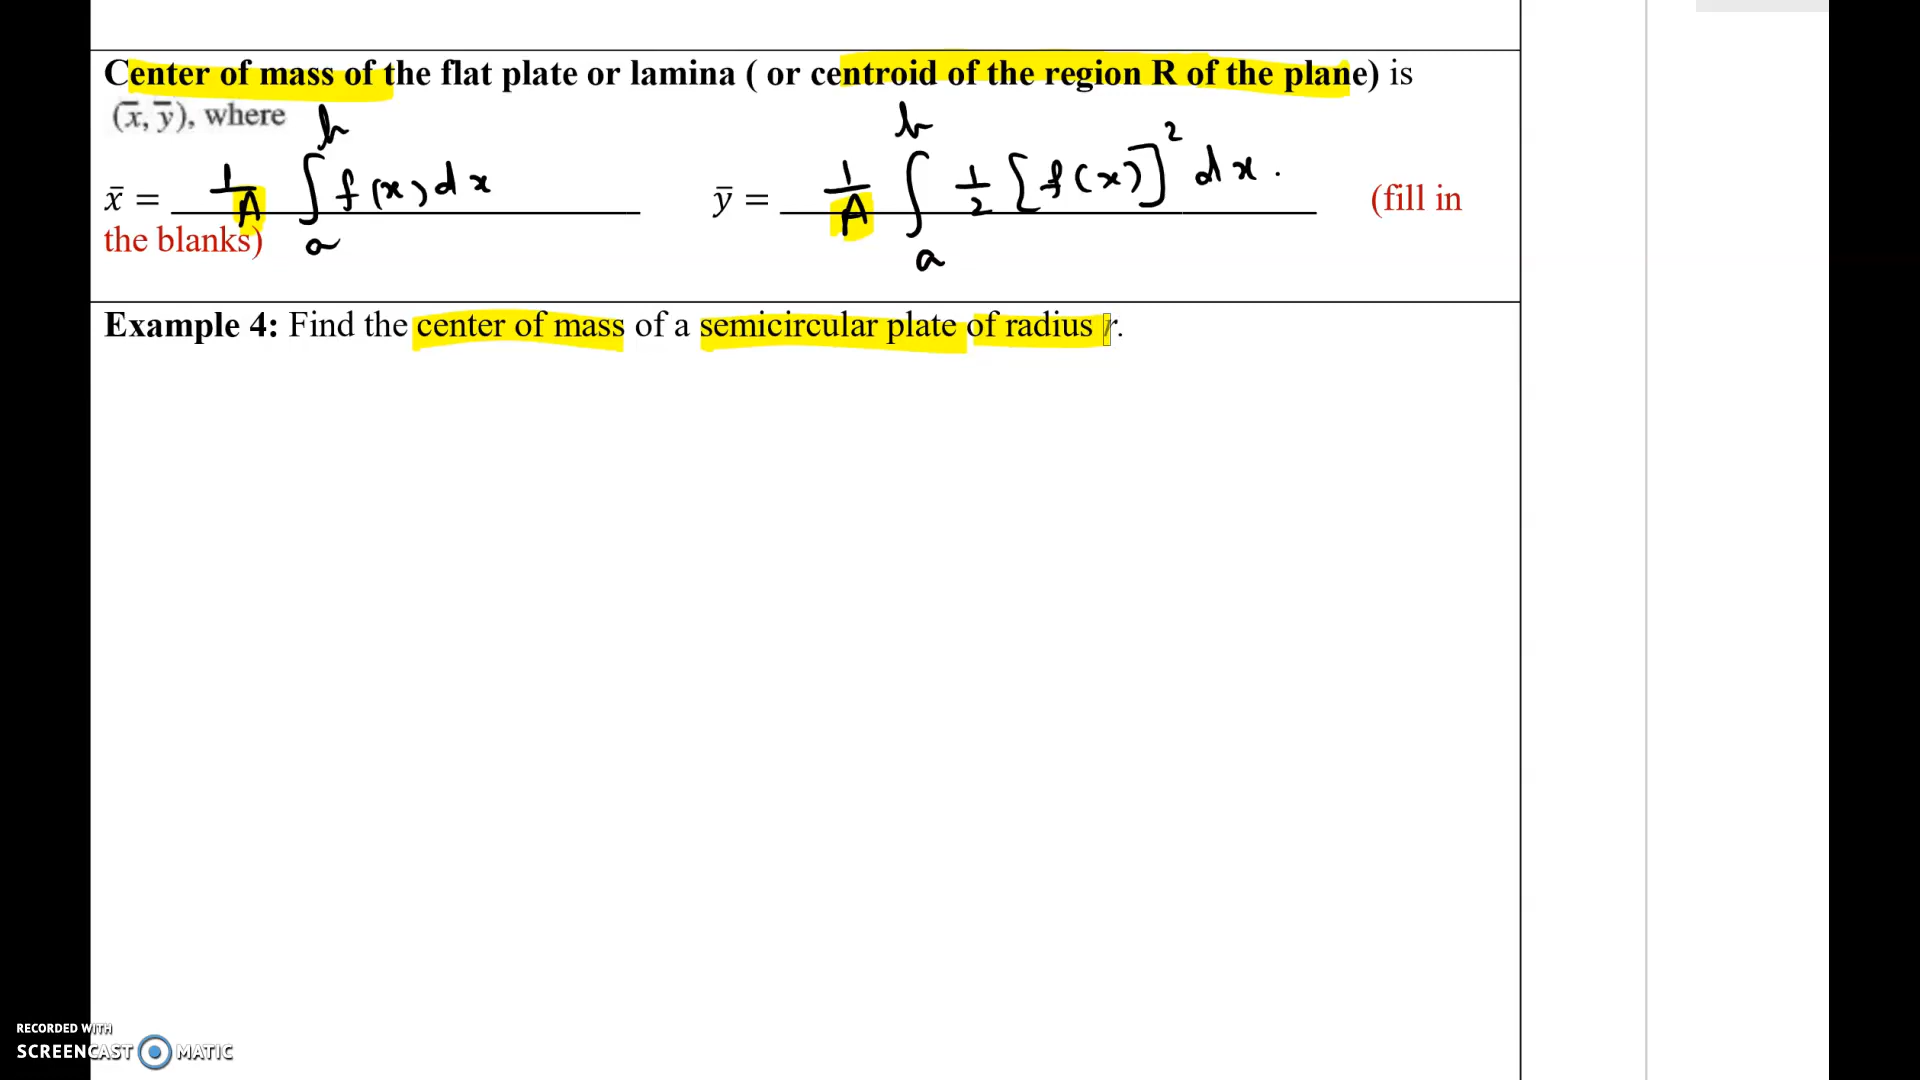 Center of mass of the flat plate or lamina ( or centroid of the region R of the plane) is
(x̄, ȳ), where
x̄ = 1/A ∫_a^b f(x) dx ȳ = 1/A ∫_a^b 1/2 [f(x)]² dx. (fill in
the blanks)
Example 4: Find the center of mass of a semicircular plate of radius r.
RECORDED WITH
SCREENCAST MATIC